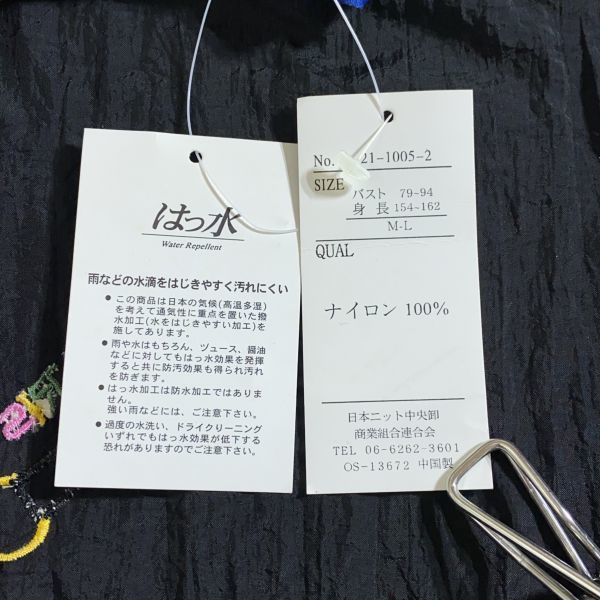 はっ水
Water Repellent
雨などの水滴をはじきやすく汚れにくい
● この商品は日本の気候(高温多湿)
を考えて通気性に重点を置いた撥
水加工(水をはじきやすい加工)を
施してあります。
● 雨や水はもちろん、ヅュース、醤油
などに対してもはっ水効果を発揮
すると共に防汚効果も得られ汚れ
を防ぎます。
● はっ水加工は防水加工ではありま
せん。
強い雨などには、ご注意下さい。
● 過度の水洗い、ドライクリーニング
いずれでもはっ水効果が低下する
恐れがありますのでご注意下さい。
No. 21-1005-2
SIZE
バスト 79-94
身 長 154~162
M-L
QUAL
ナイロン 100%
日本ニット中央卸
商業組合連合会
TEL 06-6262-3601
OS-13672 中国製